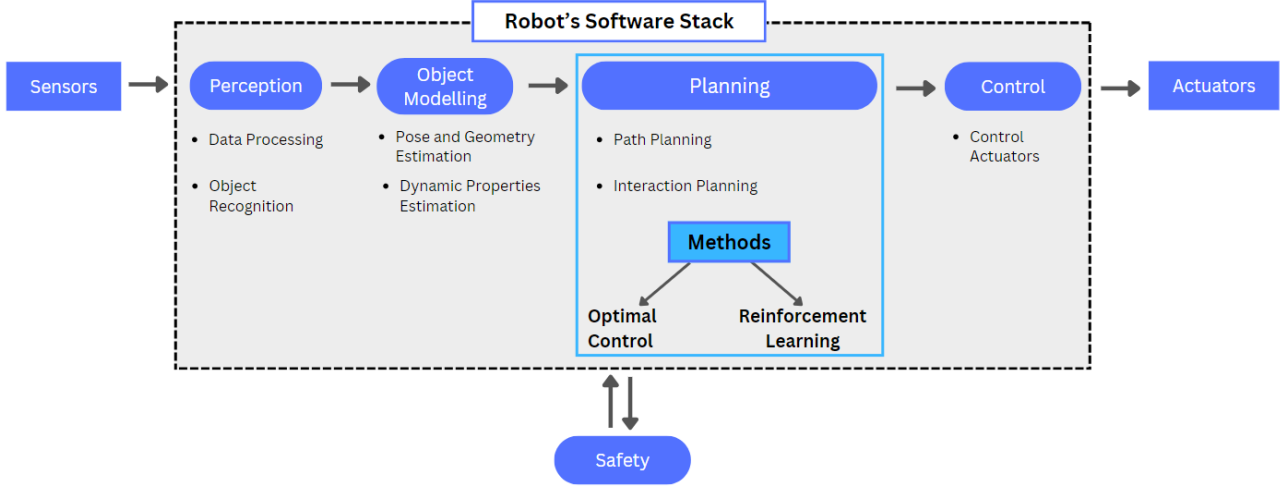 Robot's Software Stack
Sensors
Perception
Object
Modelling
Planning
Control
Actuators
• Data Processing
• Object
Recognition
• Pose and Geometry
Estimation
• Dynamic Properties
Estimation
• Path Planning
• Interaction Planning
Methods
Optimal
Control
Reinforcement
Learning
• Control
Actuators
Safety